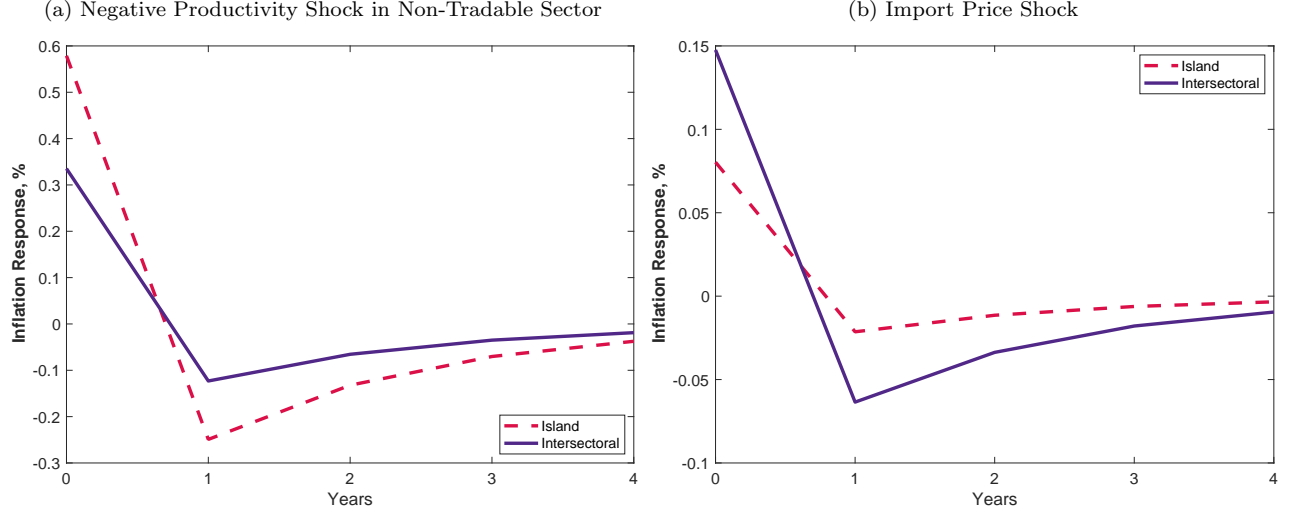 (a) Negative Productivity Shock in Non-Tradable Sector
0.6
0.5
0.4
0.3
0.2
0.1
0
-0.1
-0.2
-0.3
Inflation Response, %
Island
Intersectoral
0 1 2 3 4
Years
(b) Import Price Shock
0.15
0.1
0.05
0
-0.05
-0.1
Inflation Response, %
Island
Intersectoral
0 1 2 3 4
Years